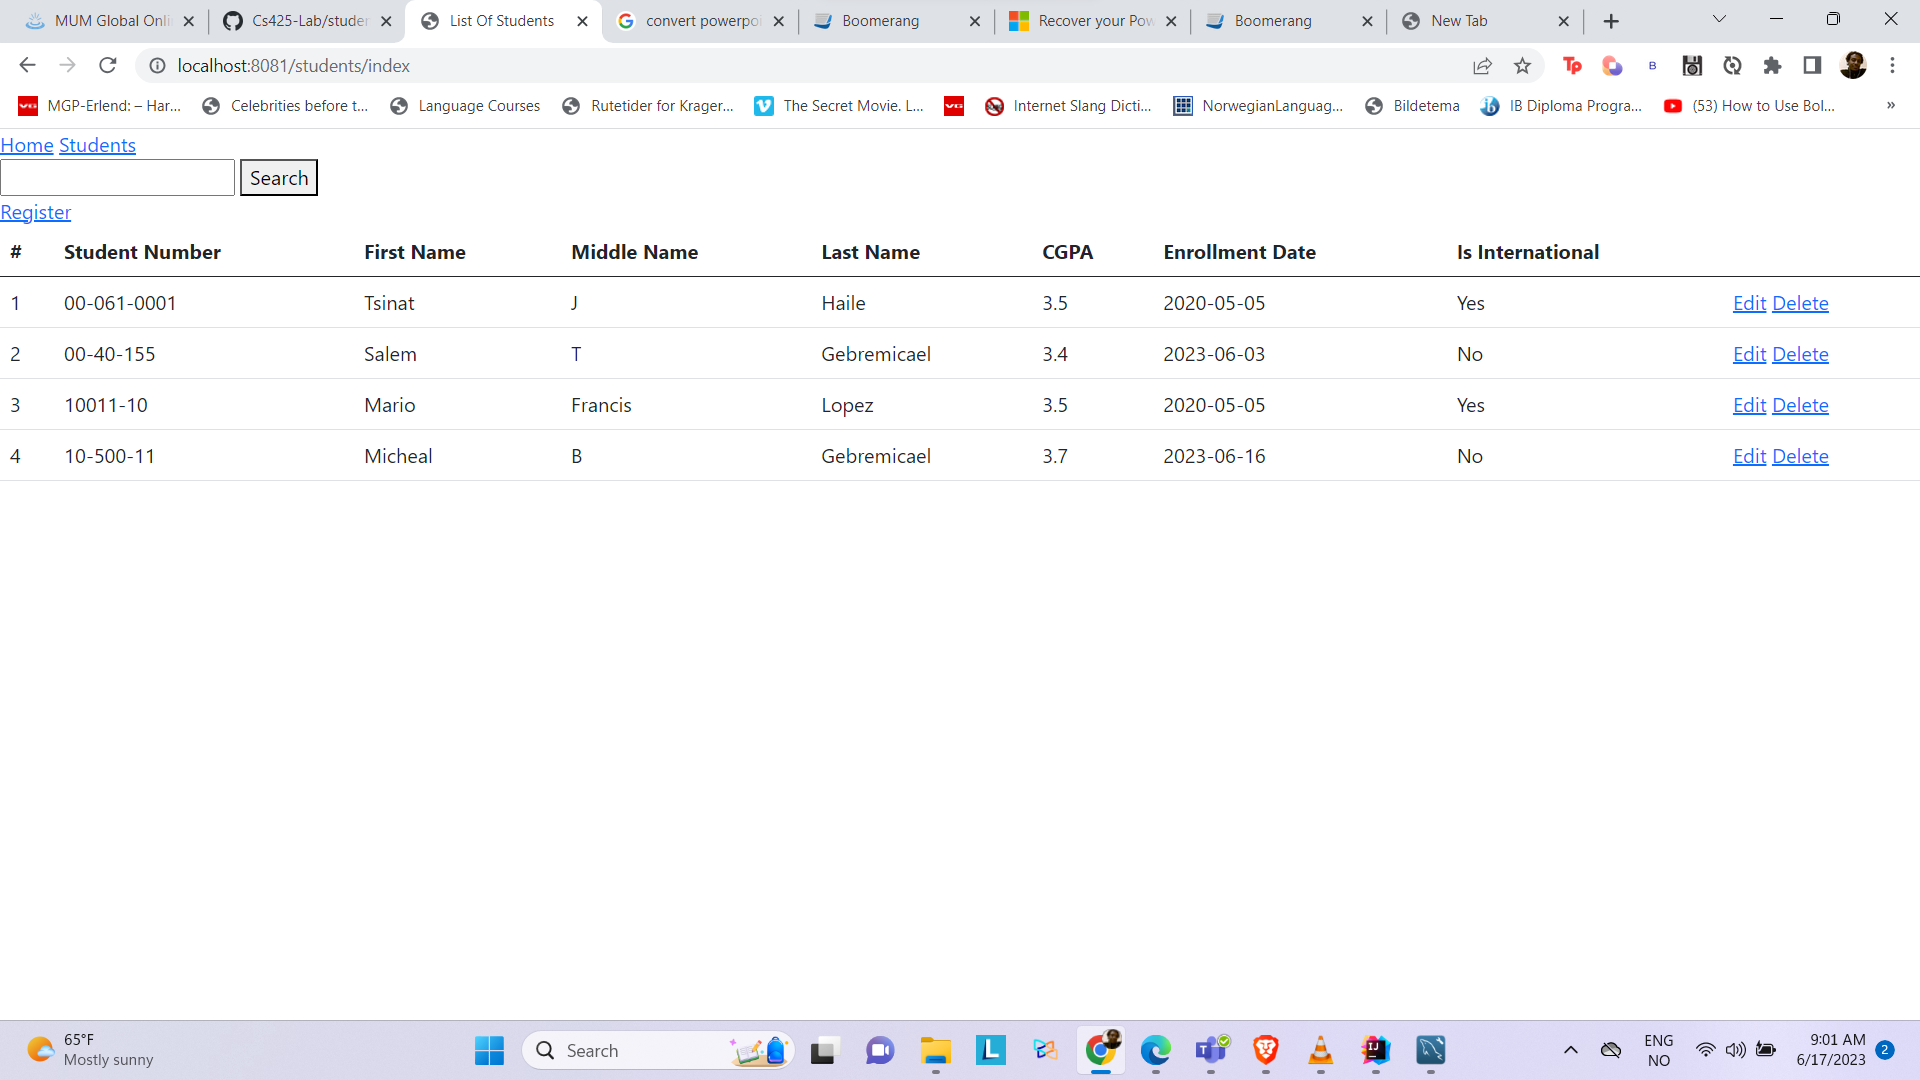 MUM Global Onli
Cs425-Lab/studen
List Of Students
convert powerpoi
Boomerang
Recover your Pow
Boomerang
New Tab
localhost:8081/students/index
MGP-Erlend: – Har...
Celebrities before t...
Language Courses
Rutetider for Krager...
The Secret Movie. L...
Internet Slang Dicti...
NorwegianLanguag...
Bildetema
IB Diploma Progra...
(53) How to Use Bol...
»
Home Students
Search
Register
# Student Number First Name Middle Name Last Name CGPA Enrollment Date Is International
1 00-061-0001 Tsinat J Haile 3.5 2020-05-05 Yes Edit Delete
2 00-40-155 Salem T Gebremicael 3.4 2023-06-03 No Edit Delete
3 10011-10 Mario Francis Lopez 3.5 2020-05-05 Yes Edit Delete
4 10-500-11 Micheal B Gebremicael 3.7 2023-06-16 No Edit Delete
65°F
Mostly sunny
Search
ENG
NO
9:01 AM
6/17/2023
2